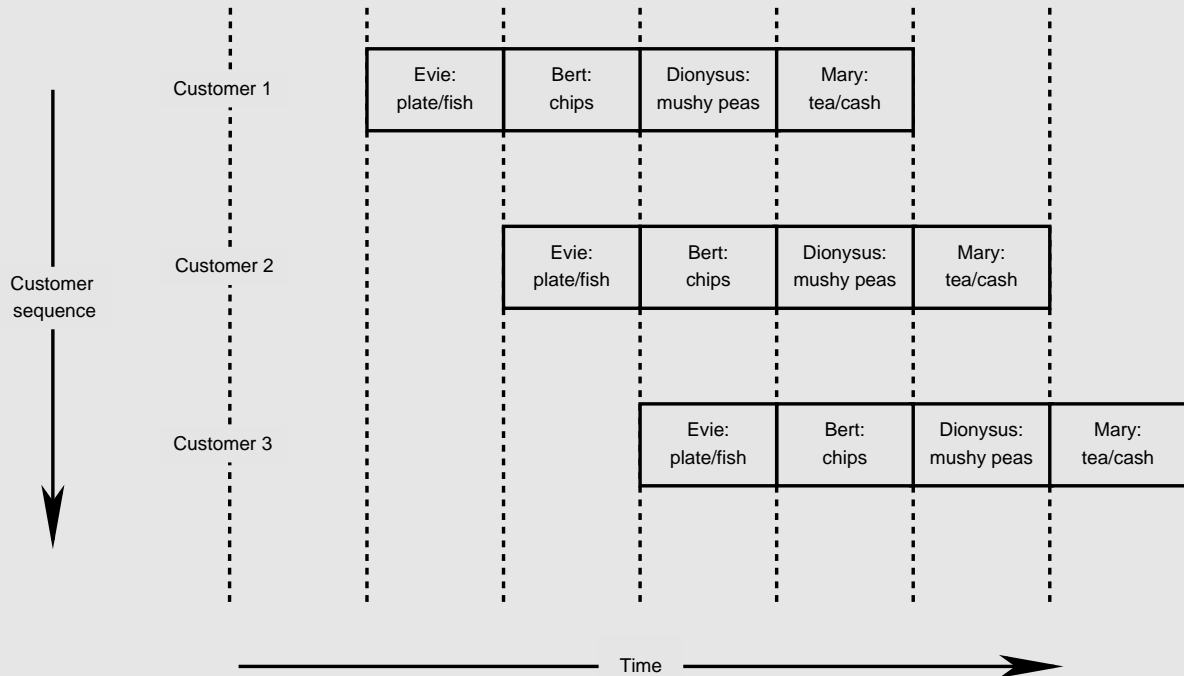 Customer 1
Evie:
plate/fish
Bert:
chips
Dionysus:
mushy peas
Mary:
tea/cash
Customer 2
Evie:
plate/fish
Bert:
chips
Dionysus:
mushy peas
Mary:
tea/cash
Customer
sequence
Customer 3
Evie:
plate/fish
Bert:
chips
Dionysus:
mushy peas
Mary:
tea/cash
Time